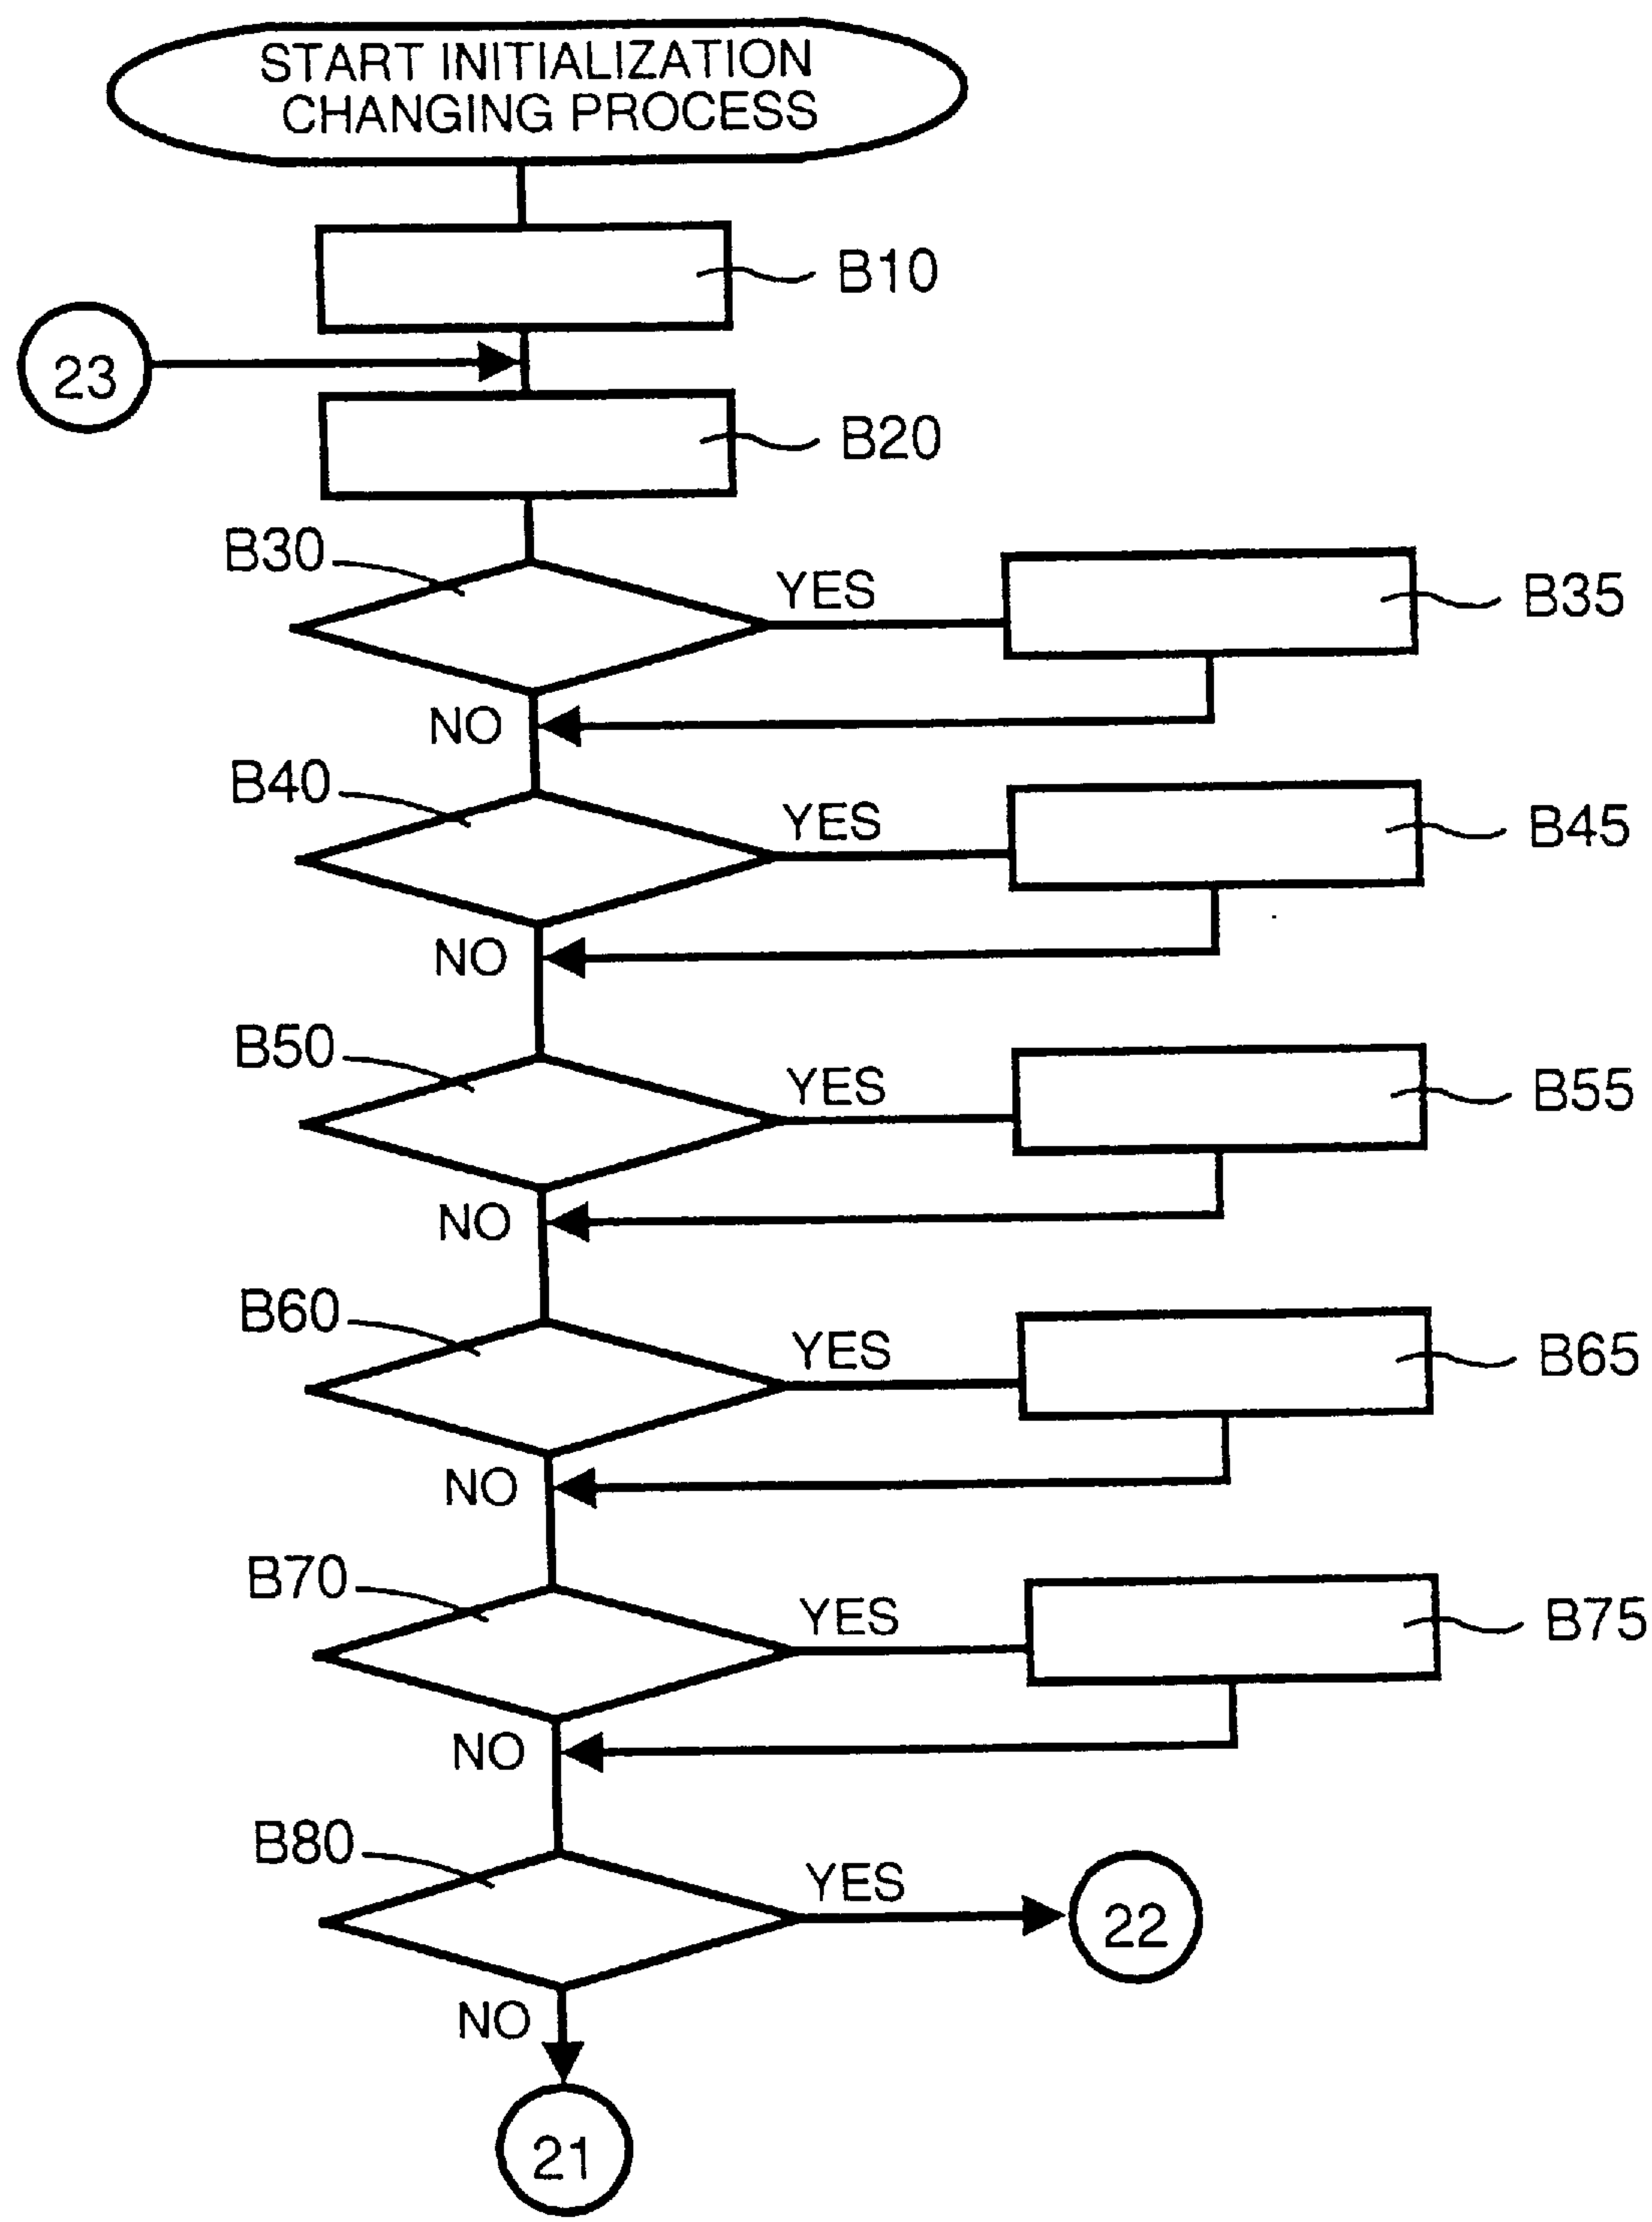 START INITIALIZATION
CHANGING PROCESS
B10
23
B20
B30
YES
B35
NO
B40
YES
B45
NO
B50
YES
B55
NO
B60
YES
B65
NO
B70
YES
B75
NO
B80
YES
22
NO
21